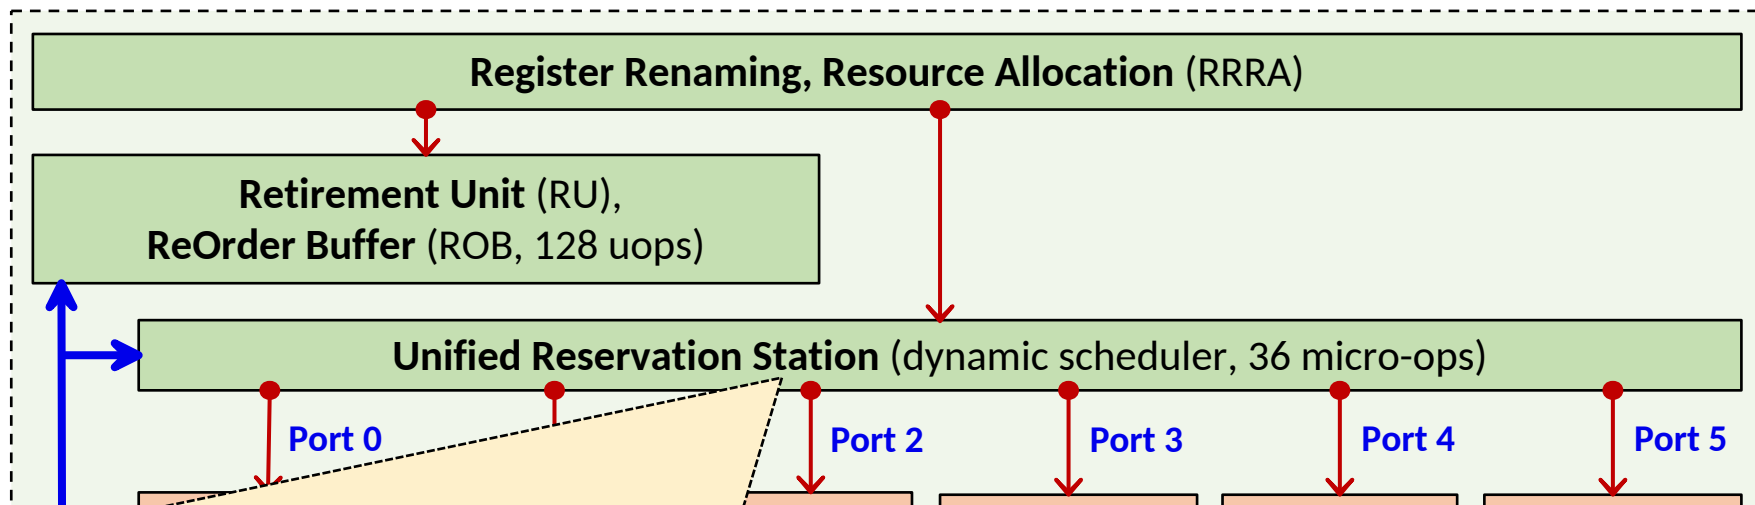 Register Renaming, Resource Allocation (RRRA)
Retirement Unit (RU),
ReOrder Buffer (ROB, 128 uops)
Unified Reservation Station (dynamic scheduler, 36 micro-ops)
Port 0
Port 2
Port 3
Port 4
Port 5